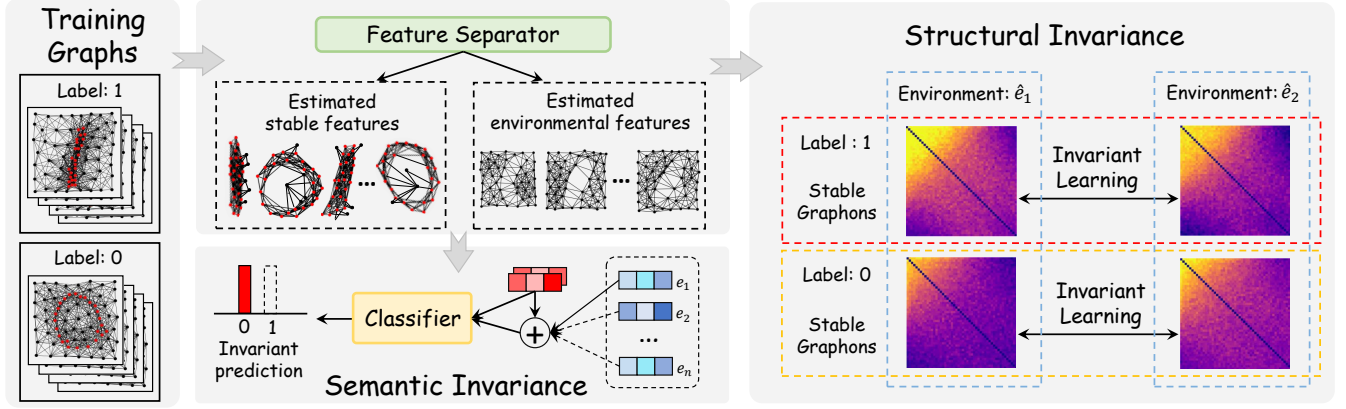 Training
Graphs
Label: 1
Label: 0
Feature Separator
Estimated
stable features
...
Estimated
environmental features
...
0 1
Invariant
prediction
Classifier
+
e1
e2
...
en
Semantic Invariance
Structural Invariance
Environment: ê1
Environment: ê2
Label : 1
Stable
Graphons
Invariant
Learning
Label: 0
Stable
Graphons
Invariant
Learning